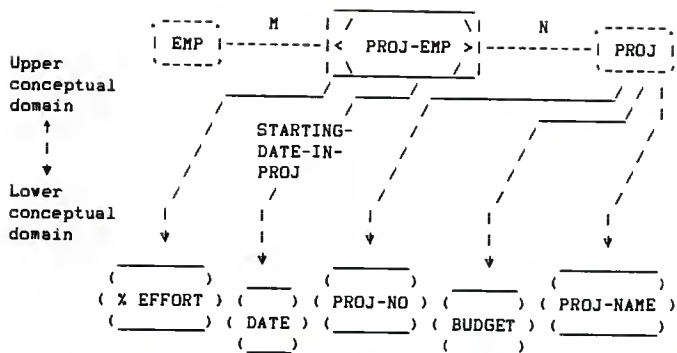 M
N
EMP
PROJ-EMP
PROJ
Upper
conceptual
domain
STARTING-
DATE-IN-
PROJ
Lower
conceptual
domain
% EFFORT
DATE
PROJ-NO
BUDGET
PROJ-NAME